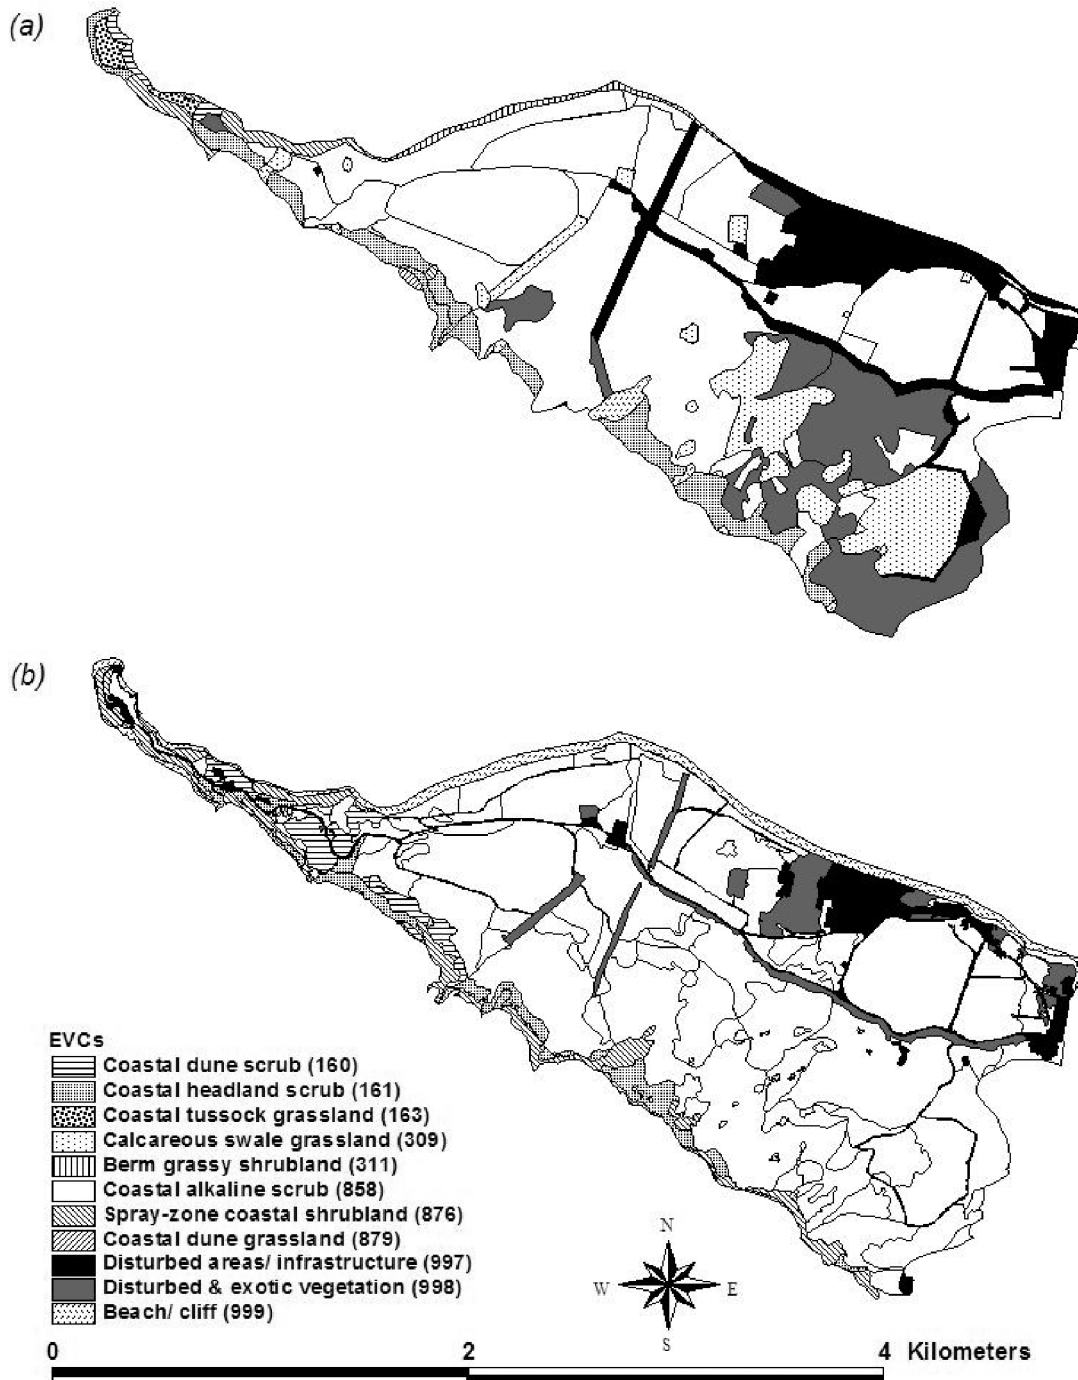 (a)
(b)
EVCs
Coastal dune scrub (160)
Coastal headland scrub (161)
Coastal tussock grassland (163)
Calcareous swale grassland (309)
Berm grassy shrubland (311)
Coastal alkaline scrub (858)
Spray-zone coastal shrubland (876)
Coastal dune grassland (879)
Disturbed areas/ infrastructure (997)
Disturbed & exotic vegetation (998)
Beach/ cliff (999)
N
W E
S
0 2 4 Kilometers